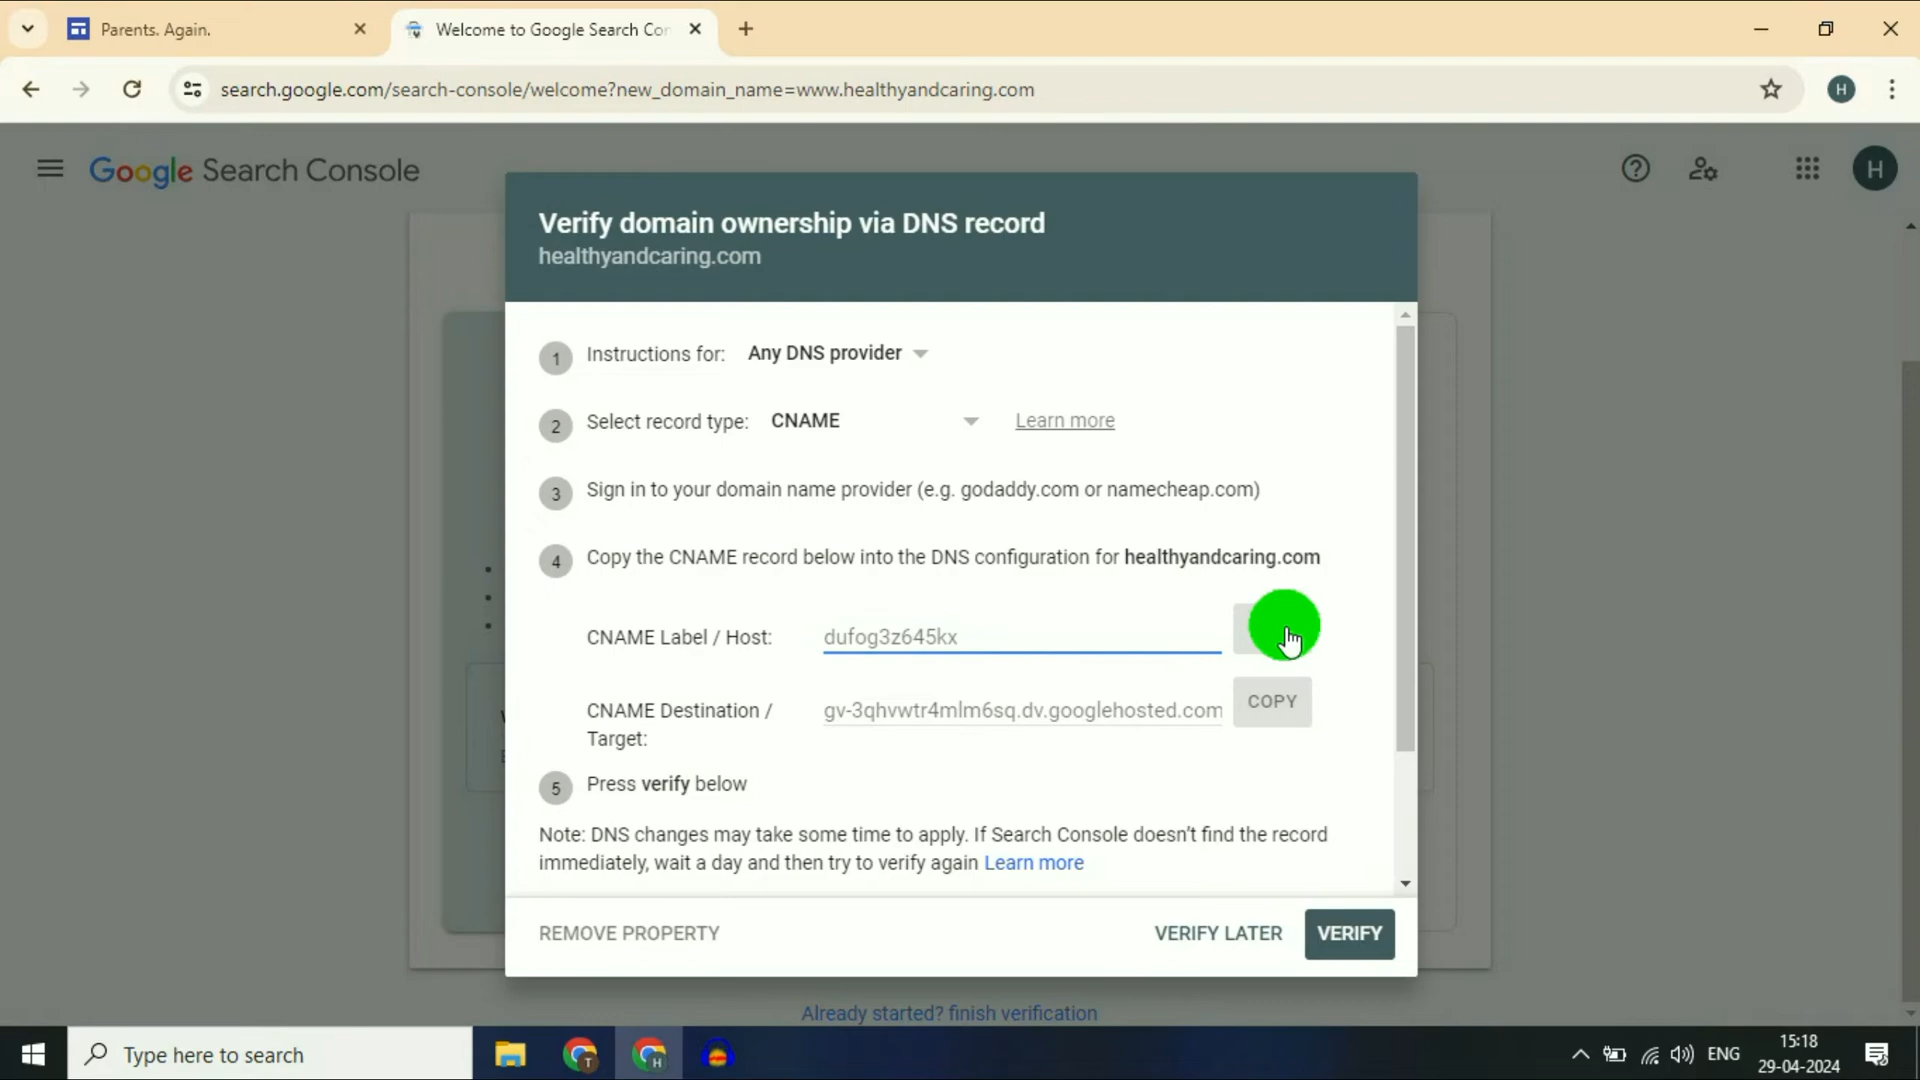 Parents. Again.
Welcome to Google Search Con
search.google.com/search-console/welcome?new_domain_name=www.healthyandcaring.com
H
Google Search Console
H
Verify domain ownership via DNS record
healthyandcaring.com
1 Instructions for: Any DNS provider
2 Select record type: CNAME Learn more
3 Sign in to your domain name provider (e.g. godaddy.com or namecheap.com)
4 Copy the CNAME record below into the DNS configuration for healthyandcaring.com
CNAME Label / Host: dufog3z645kx
CNAME Destination / Target: gv-3qhvwtr4mlm6sq.dv.googlehosted.com COPY
5 Press verify below
Note: DNS changes may take some time to apply. If Search Console doesn't find the record
immediately, wait a day and then try to verify again Learn more
REMOVE PROPERTY VERIFY LATER VERIFY
Already started? finish verification
Type here to search
T
H
ENG
15:18
29-04-2024